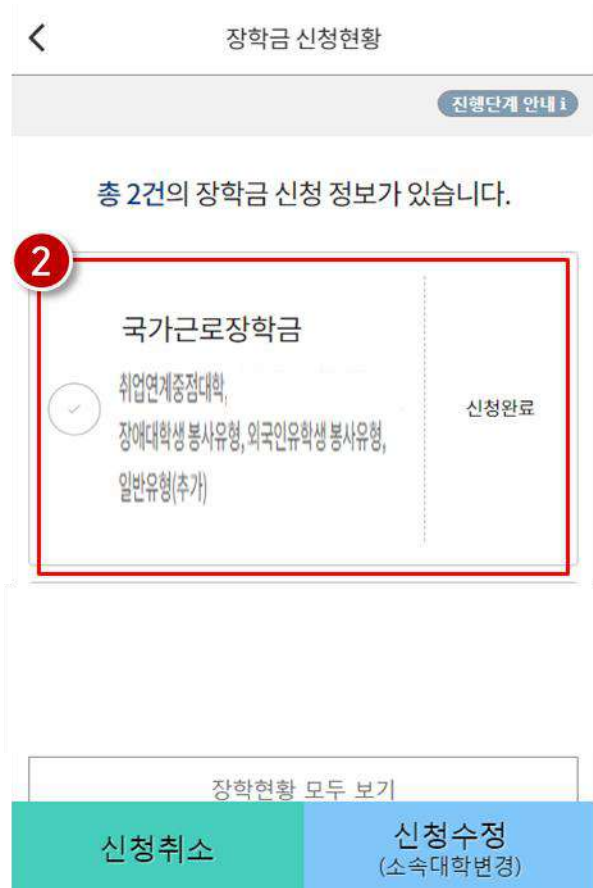 장학금 신청현황
진행단계 안내 i
총 2건의 장학금 신청 정보가 있습니다.
2
국가근로장학금
취업연계중점대학,
장애대학생 봉사유형, 외국인유학생 봉사유형,
일반유형(추가)
신청완료
장학현황 모두 보기
신청취소
신청수정
(소속대학변경)